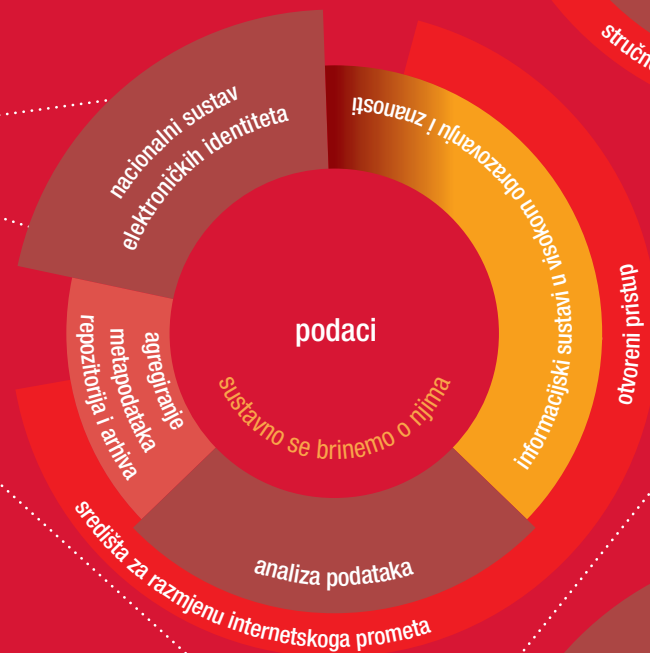 stručn
nacionalni sustav
elektroničkih identiteta
informacijski sustavi u visokom obrazovanju i znanosti
otvoreni pristup
podaci
sustavno se brinemo o njima
agregiranje
metapodataka
repozitorija i arhiva
analiza podataka
središta za razmjenu internetskoga prometa